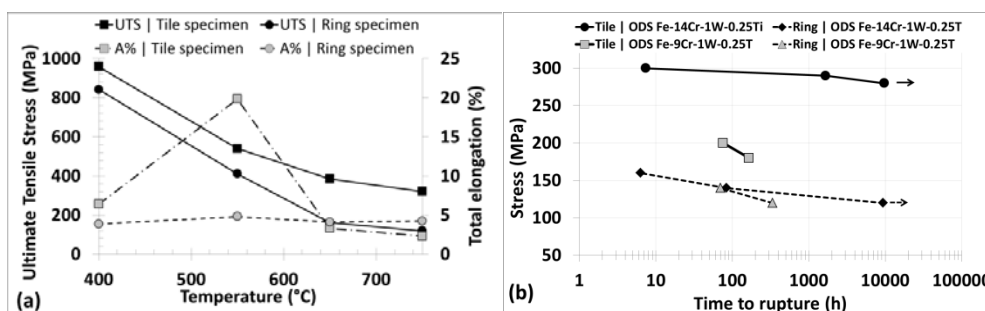 UTS | Tile specimen
UTS | Ring specimen
A% | Tile specimen
A% | Ring specimen
Ultimate Tensile Stress (MPa)
1000
800
600
400
200
0
25
20
15
10
5
0
Total elongation (%)
400
500
600
700
Temperature (°C)
(a)
Tile | ODS Fe-14Cr-1W-0.25Ti
Ring | ODS Fe-14Cr-1W-0.25T
Tile | ODS Fe-9Cr-1W-0.25T
Ring | ODS Fe-9Cr-1W-0.25T
Stress (MPa)
300
250
200
150
100
50
1
10
100
1000
10000
100000
Time to rupture (h)
(b)